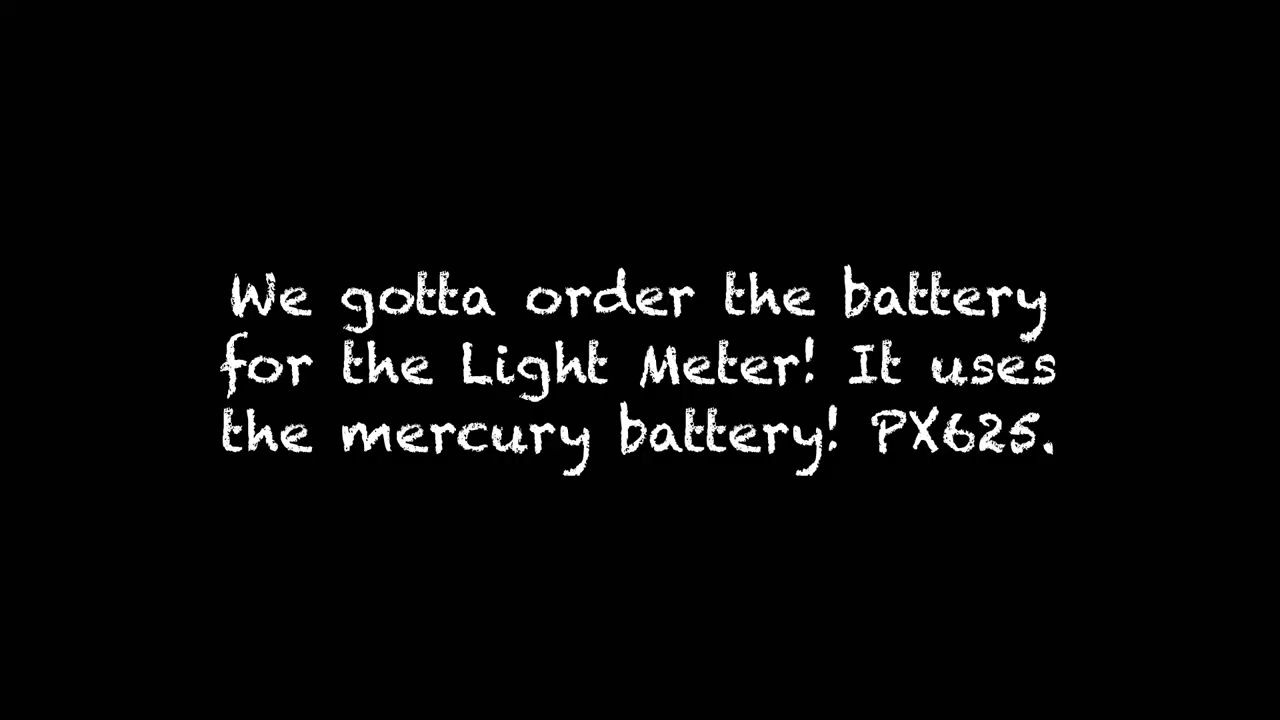 We gotta order the battery
for the Light Meter! It uses
the mercury battery! PX625.